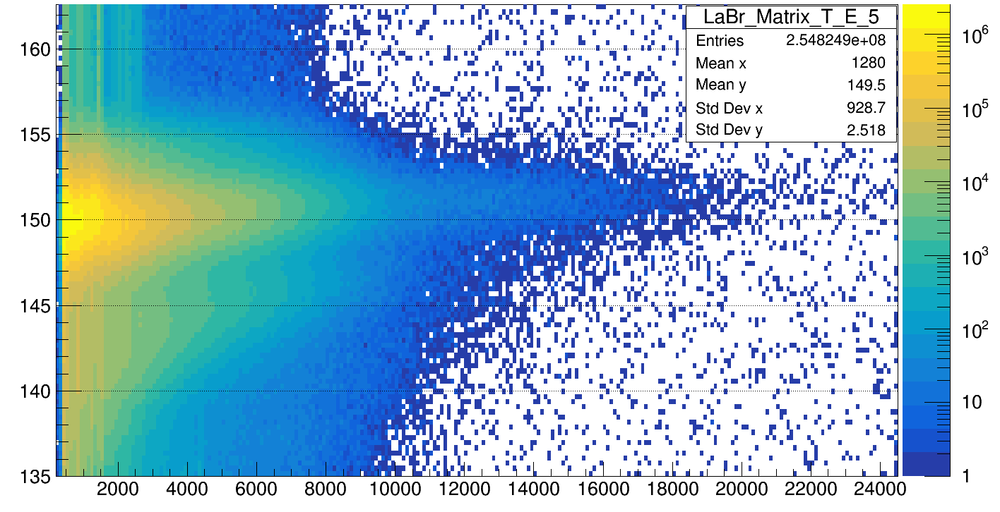 LaBr_Matrix_T_E_5
Entries 2.548249e+08
Mean x 1280
Mean y 149.5
Std Dev x 928.7
Std Dev y 2.518
160
155
150
145
140
135
2000 4000 6000 8000 10000 12000 14000 16000 18000 20000 22000 24000
10^6
10^5
10^4
10^3
10^2
10
1